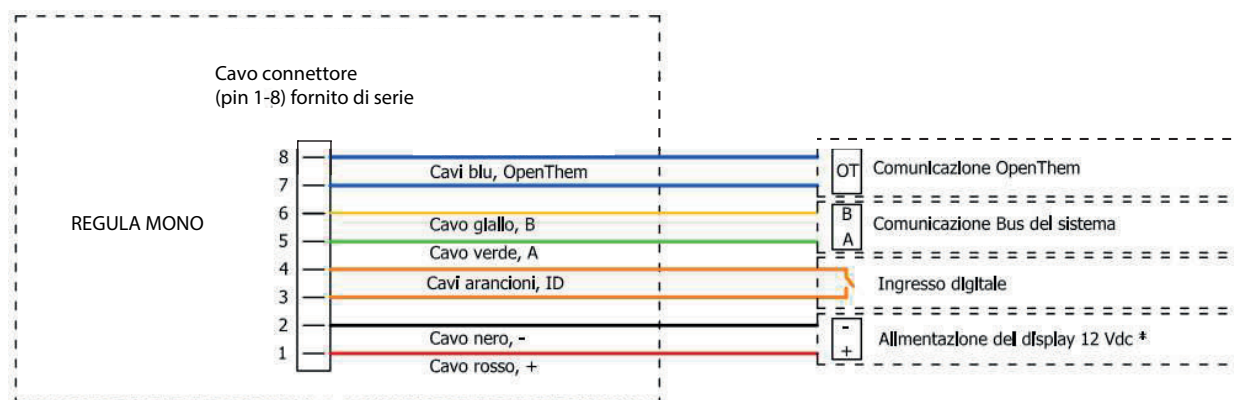 Cavo connettore
(pin 1-8) fornito di serie
REGULA MONO
8
Cavi blu, OpenThem
OT
Comunicazione OpenThem
7
6
Cavo giallo, B
B
Comunicazione Bus del sistema
5
Cavo verde, A
A
4
Cavi arancioni, ID
Ingresso digitale
3
2
Cavo nero, -
-
Alimentazione del display 12 Vdc *
1
Cavo rosso, +
+